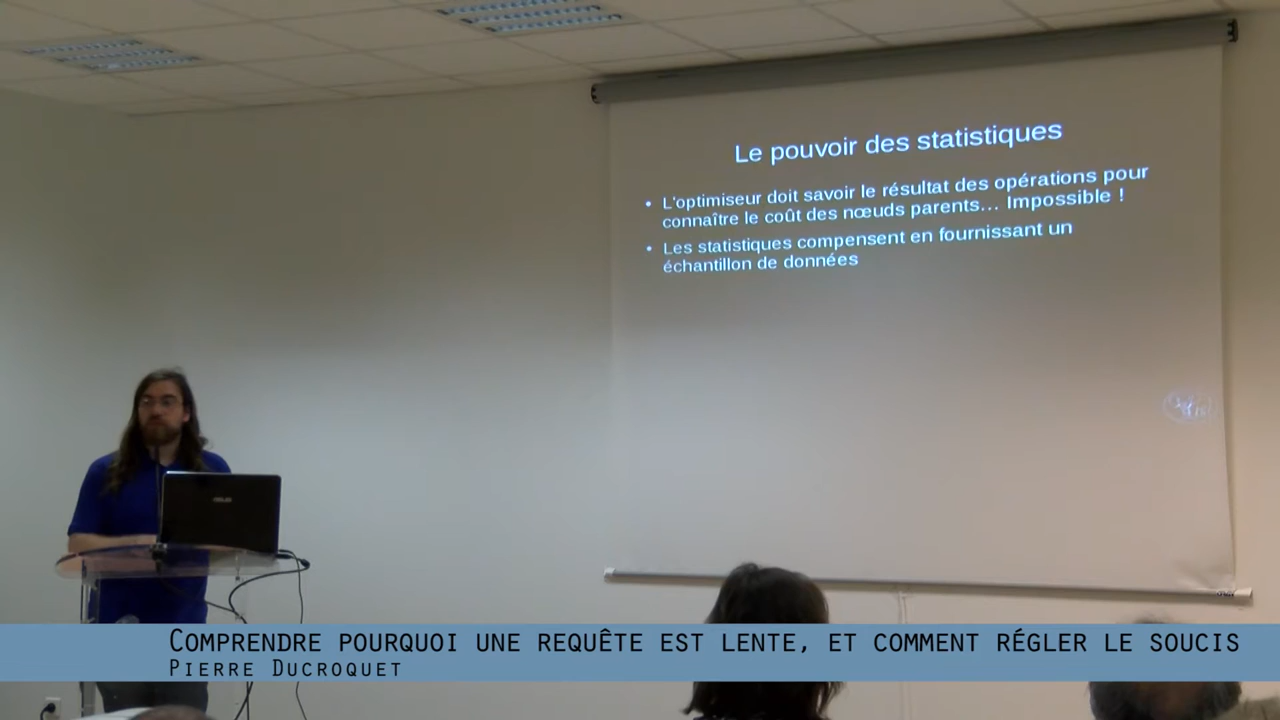 Le pouvoir des statistiques
• L'optimiseur doit savoir le résultat des opérations pour
connaître le coût des nœuds parents... Impossible !
• Les statistiques compensent en fournissant un
échantillon de données
ASUS
COMPRENDRE POURQUOI UNE REQUÊTE EST LENTE, ET COMMENT RÉGLER LE SOUCIS
PIERRE DUCROQUET